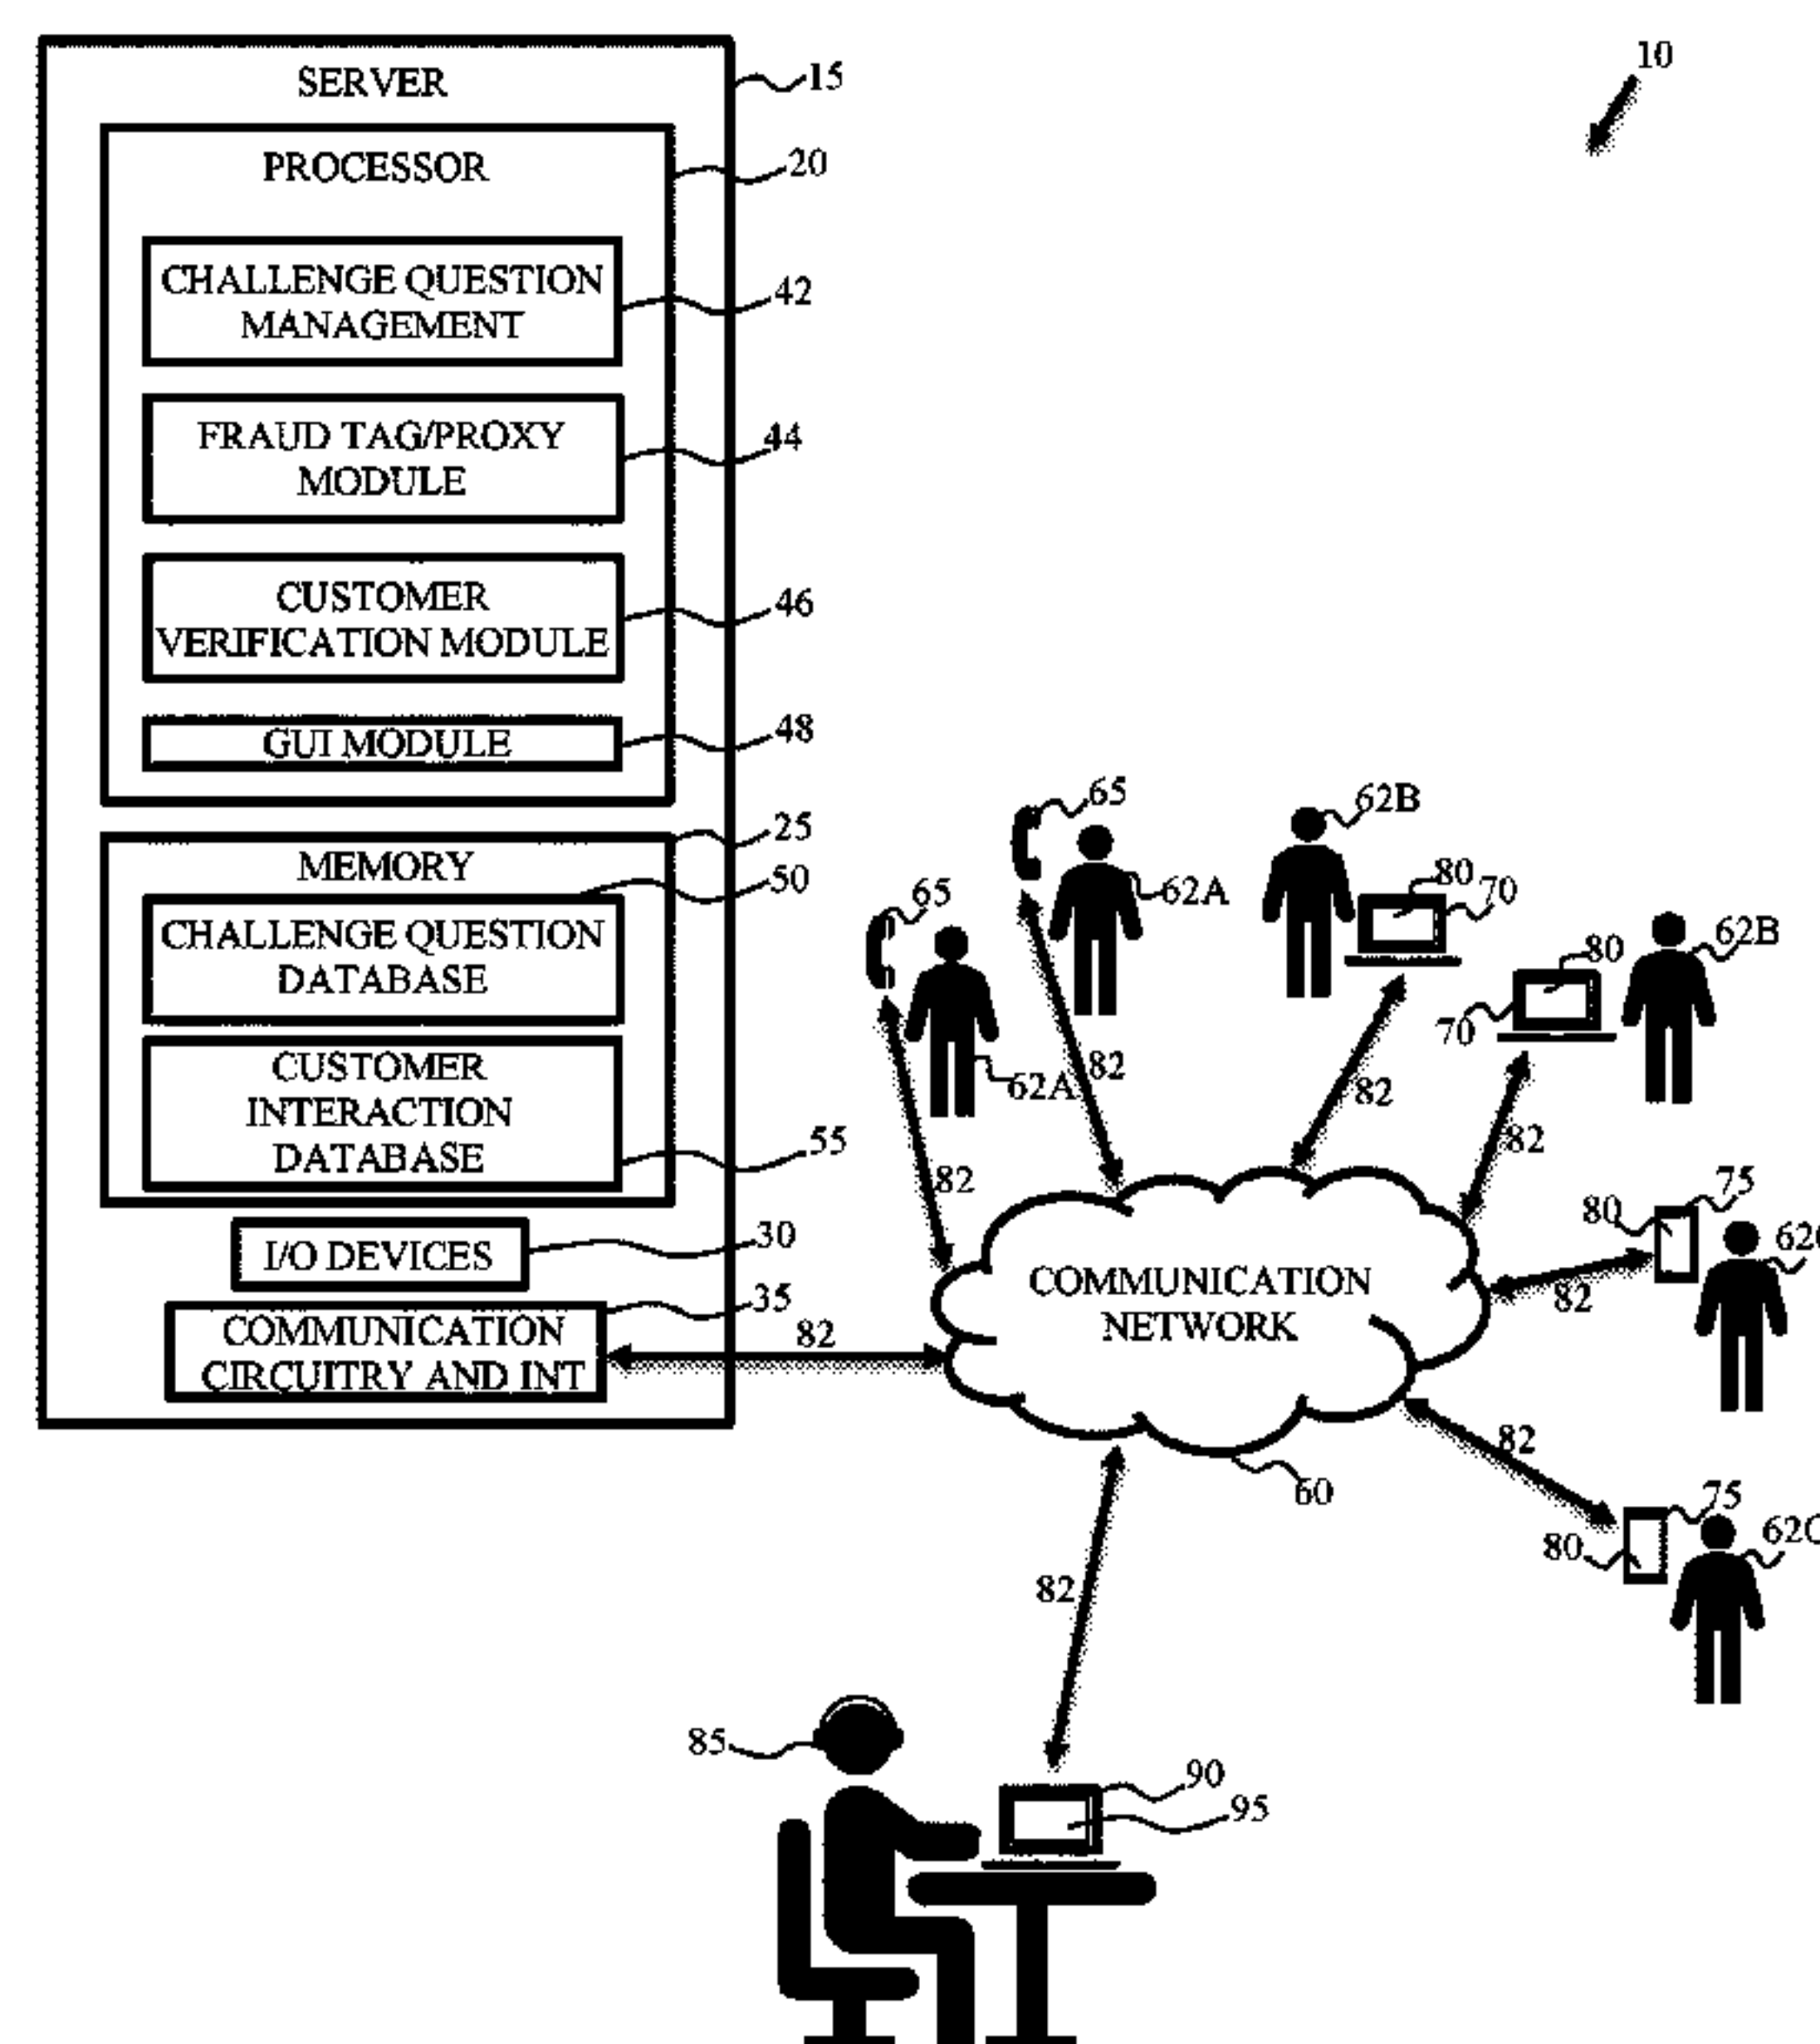 SERVER
15
10
PROCESSOR
20
CHALLENGE QUESTION
MANAGEMENT
42
FRAUD TAG/PROXY
MODULE
44
CUSTOMER
VERIFICATION MODULE
46
GUI MODULE
48
MEMORY
25
50
CHALLENGE QUESTION
DATABASE
CUSTOMER
INTERACTION
DATABASE
55
I/O DEVICES
30
35
COMMUNICATION
CIRCUITRY AND INT
82
65
62A
65
62A
62B
80
70
80
70
62B
82
82
82
82
COMMUNICATION
NETWORK
60
75
80
82
82
75
80
82
85
90
95